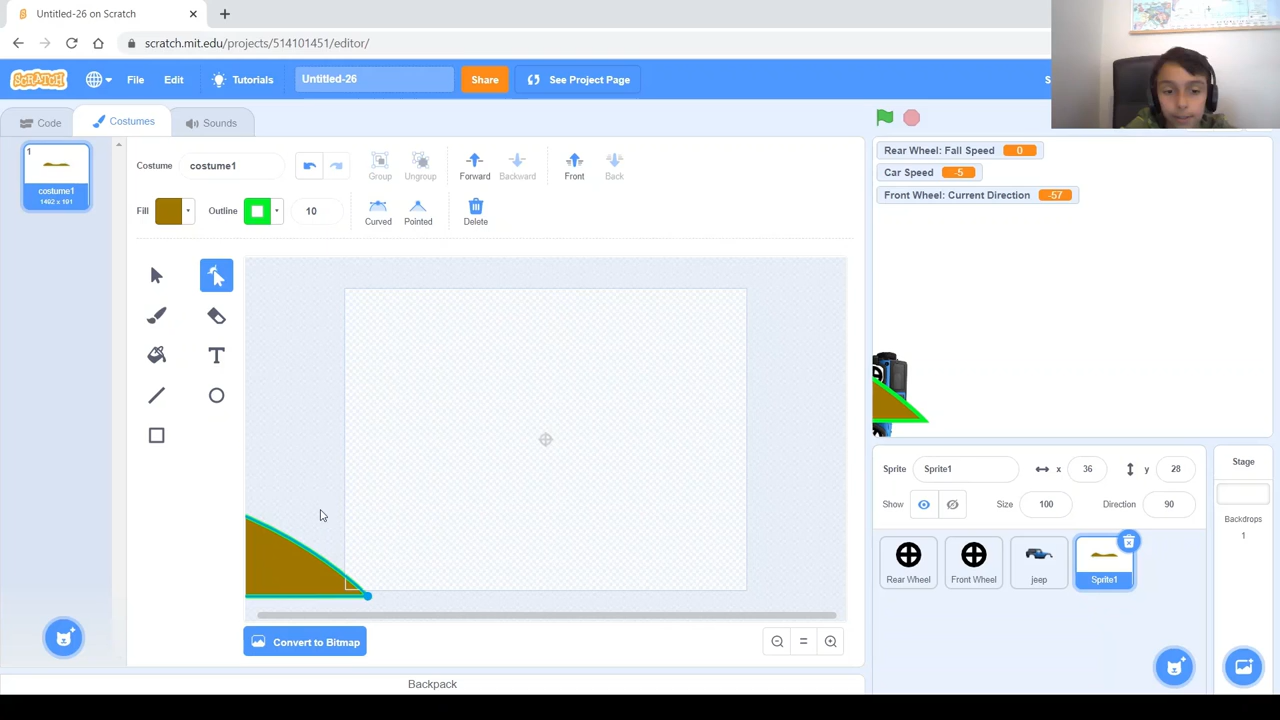 Untitled-26 on Scratch
scratch.mit.edu/projects/514101451/editor/
SCRATCH
File
Edit
Tutorials
Untitled-26
Share
See Project Page
Code
Costumes
Sounds
1
costume1
1492 x 191
Costume
costume1
Group
Ungroup
Forward
Backward
Front
Back
Fill
Outline
10
Curved
Pointed
Delete
Convert to Bitmap
Backpack
Rear Wheel: Fall Speed 0
Car Speed -5
Front Wheel: Current Direction -57
Sprite
Sprite1
x
36
y
28
Show
Size
100
Direction
90
Rear Wheel
Front Wheel
jeep
Sprite1
Stage
Backdrops
1